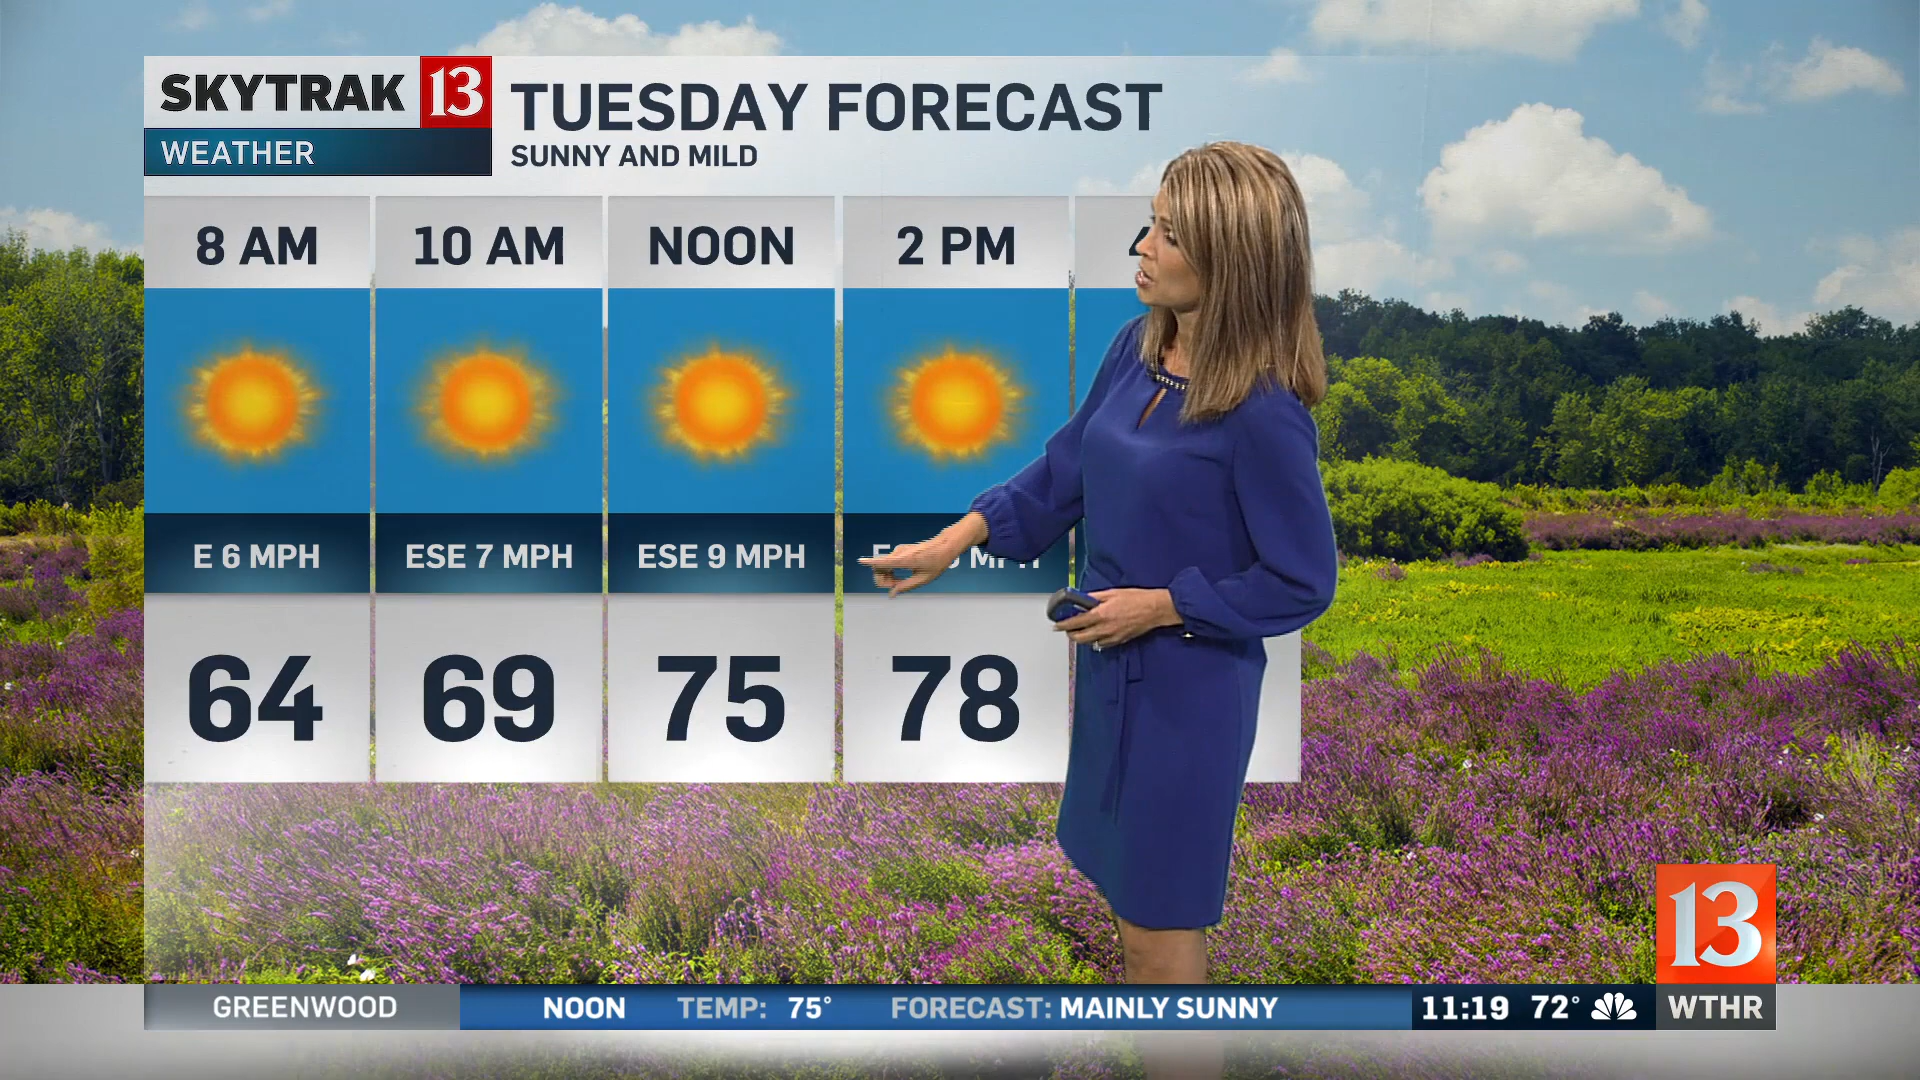 SKYTRAK 13
WEATHER
TUESDAY FORECAST
SUNNY AND MILD
8 AM
10 AM
NOON
2 PM
E 6 MPH
ESE 7 MPH
ESE 9 MPH
MPH
64
69
75
78
13
GREENWOOD
NOON TEMP: 75° FORECAST: MAINLY SUNNY
11:19 72°
WTHR